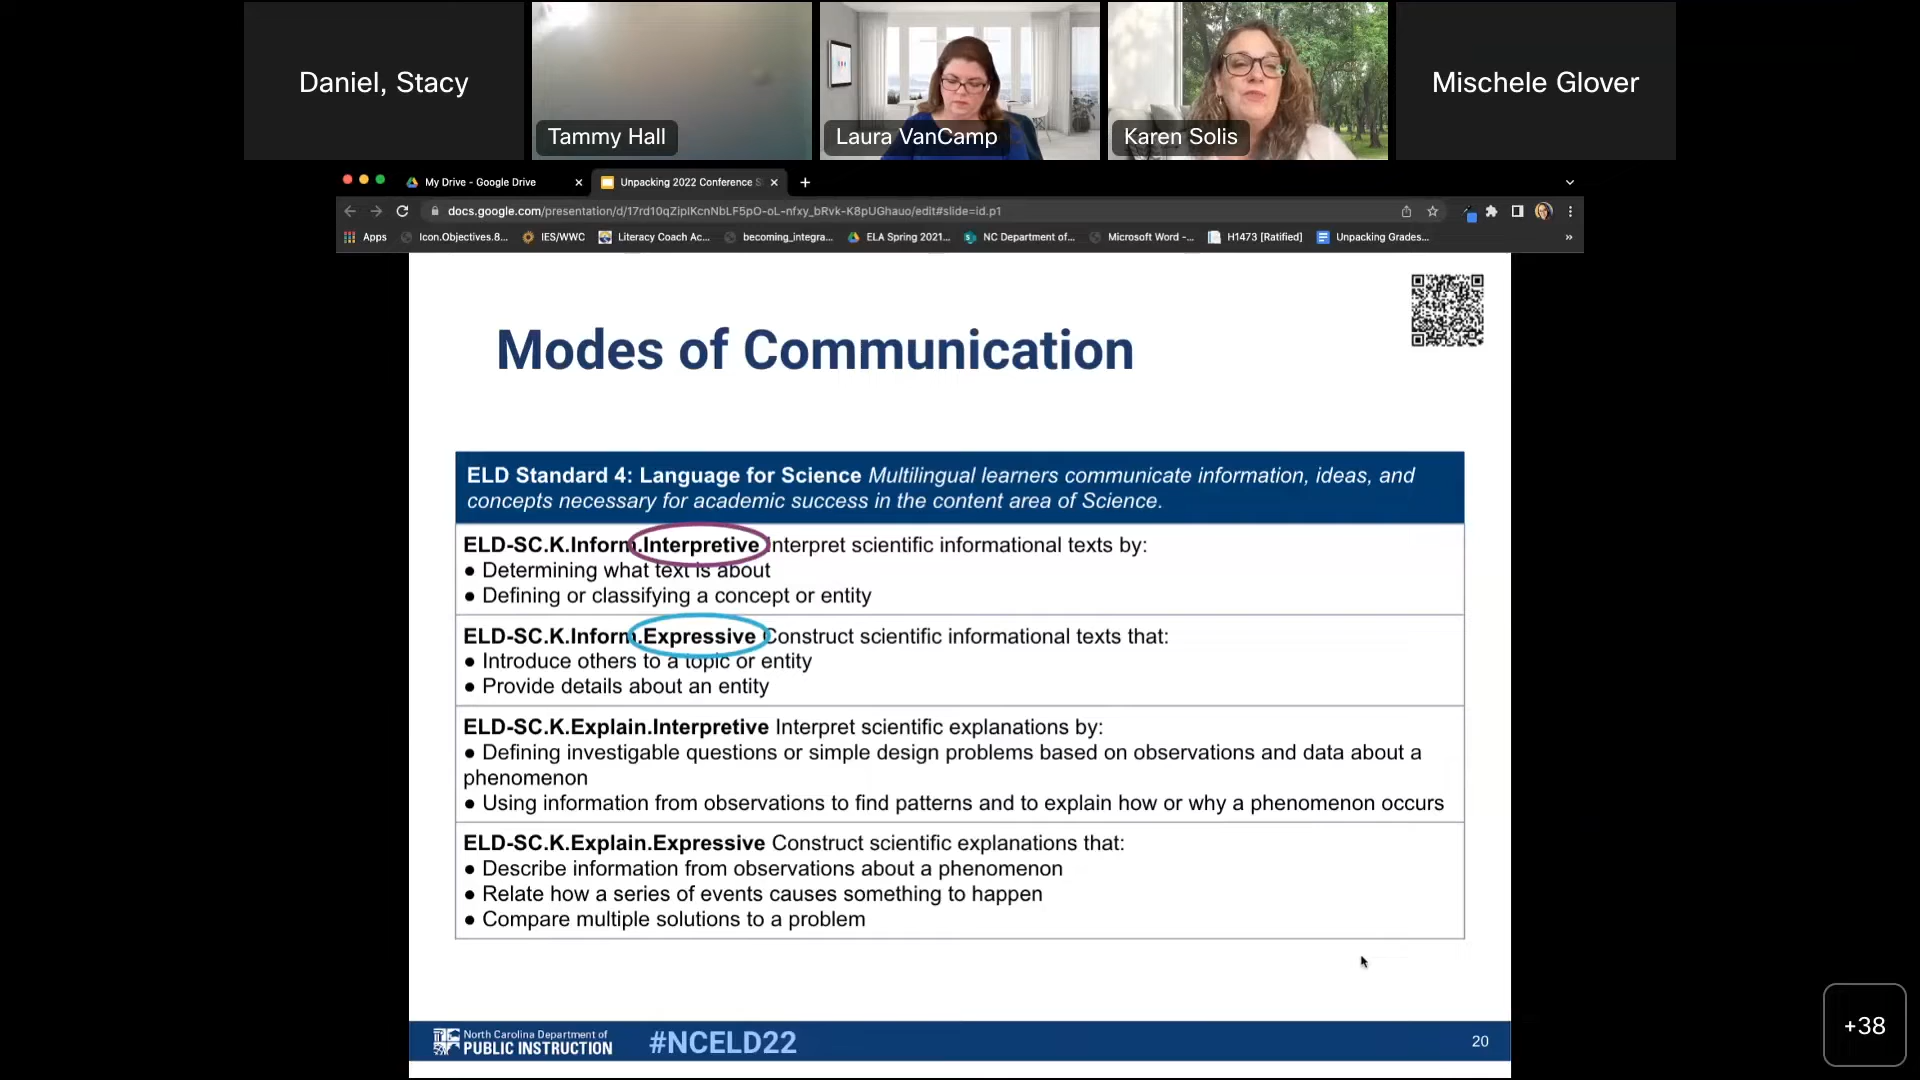 Daniel, Stacy
Tammy Hall
Laura VanCamp
Karen Solis
Mischele Glover
My Drive - Google Drive
Unpacking 2022 Conference S
docs.google.com/presentation/d/17rd10qZiplKcnNbLF5pO-oL-nfxy_bRvk-K8pUGhauo/edit#slide=id.p1
Apps
Icon.Objectives.8...
IES/WWC
Literacy Coach Ac...
becoming_integra...
ELA Spring 2021...
NC Department of...
Microsoft Word -...
H1473 [Ratified]
Unpacking Grades...
»
Modes of Communication
ELD Standard 4: Language for Science Multilingual learners communicate information, ideas, and
concepts necessary for academic success in the content area of Science.
ELD-SC.K.Inform.Interpretive Interpret scientific informational texts by:
● Determining what text is about
● Defining or classifying a concept or entity
ELD-SC.K.Inform.Expressive Construct scientific informational texts that:
● Introduce others to a topic or entity
● Provide details about an entity
ELD-SC.K.Explain.Interpretive Interpret scientific explanations by:
● Defining investigable questions or simple design problems based on observations and data about a
phenomenon
● Using information from observations to find patterns and to explain how or why a phenomenon occurs
ELD-SC.K.Explain.Expressive Construct scientific explanations that:
● Describe information from observations about a phenomenon
● Relate how a series of events causes something to happen
● Compare multiple solutions to a problem
North Carolina Department of
PUBLIC INSTRUCTION
#NCELD22
20
+38